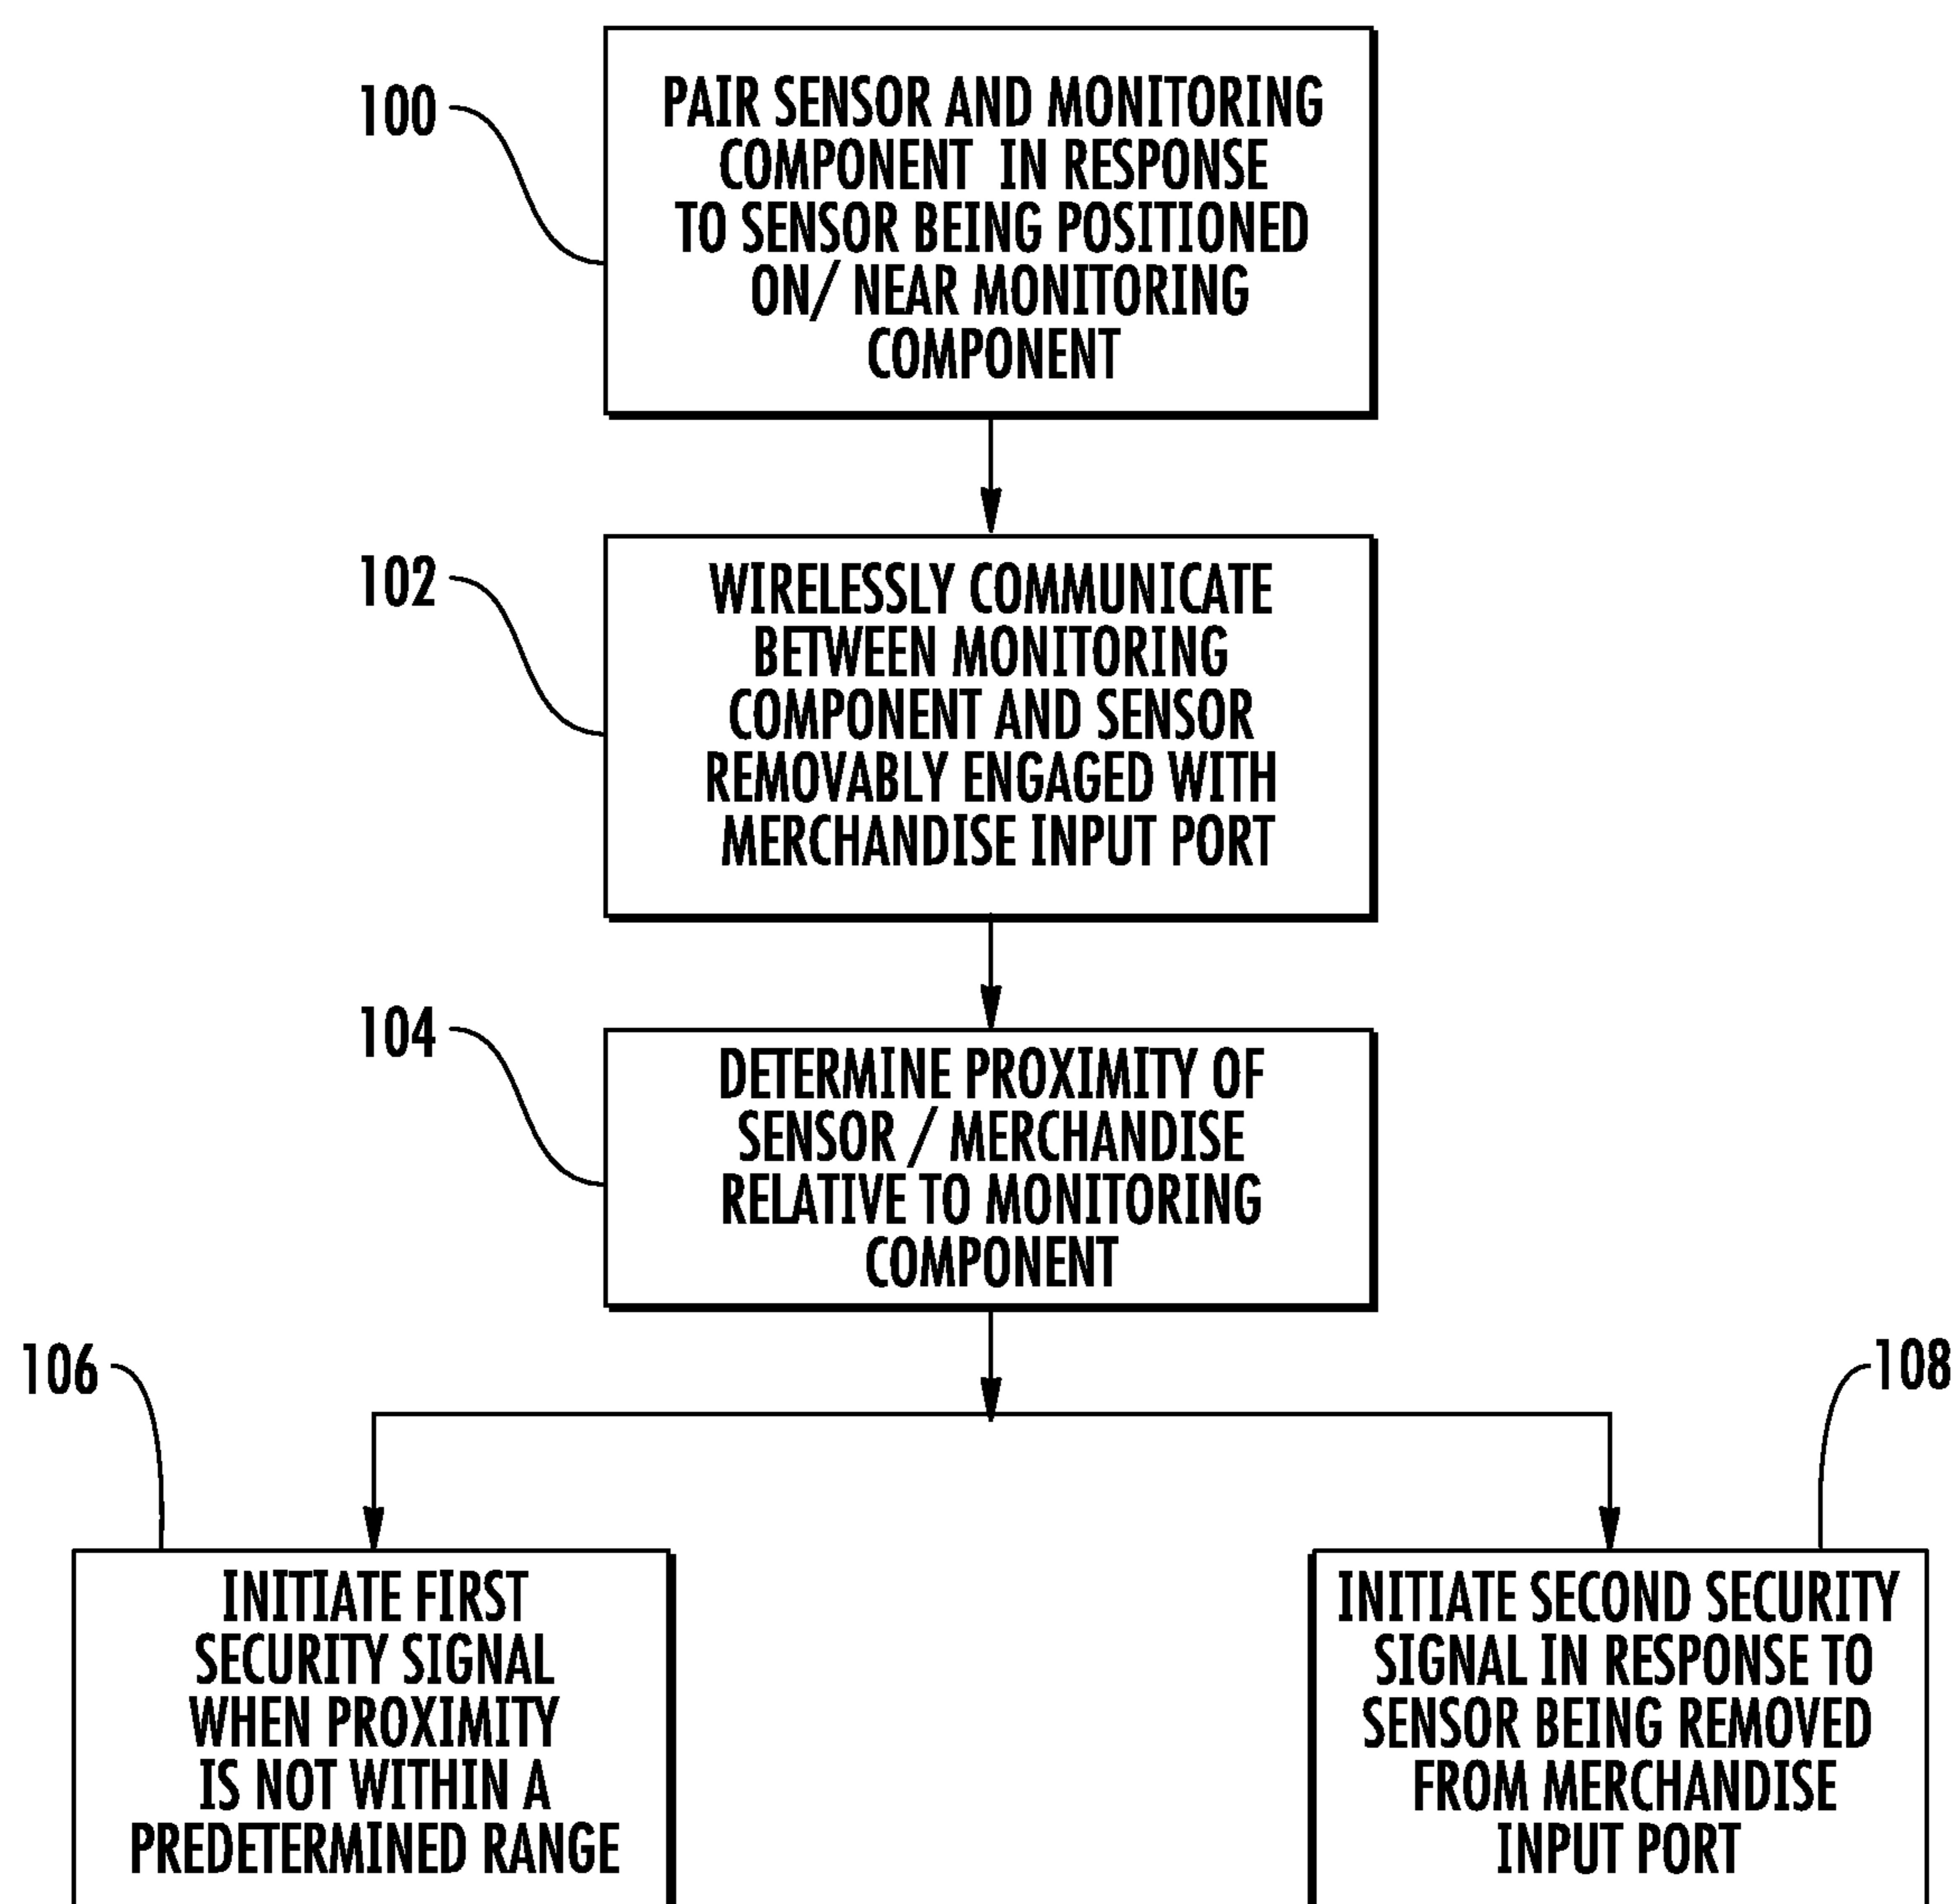 100
PAIR SENSOR AND MONITORING
COMPONENT IN RESPONSE
TO SENSOR BEING POSITIONED
ON/ NEAR MONITORING
COMPONENT
102
WIRELESSLY COMMUNICATE
BETWEEN MONITORING
COMPONENT AND SENSOR
REMOVABLY ENGAGED WITH
MERCHANDISE INPUT PORT
104
DETERMINE PROXIMITY OF
SENSOR / MERCHANDISE
RELATIVE TO MONITORING
COMPONENT
106
INITIATE FIRST
SECURITY SIGNAL
WHEN PROXIMITY
IS NOT WITHIN A
PREDETERMINED RANGE
108
INITIATE SECOND SECURITY
SIGNAL IN RESPONSE TO
SENSOR BEING REMOVED
FROM MERCHANDISE
INPUT PORT